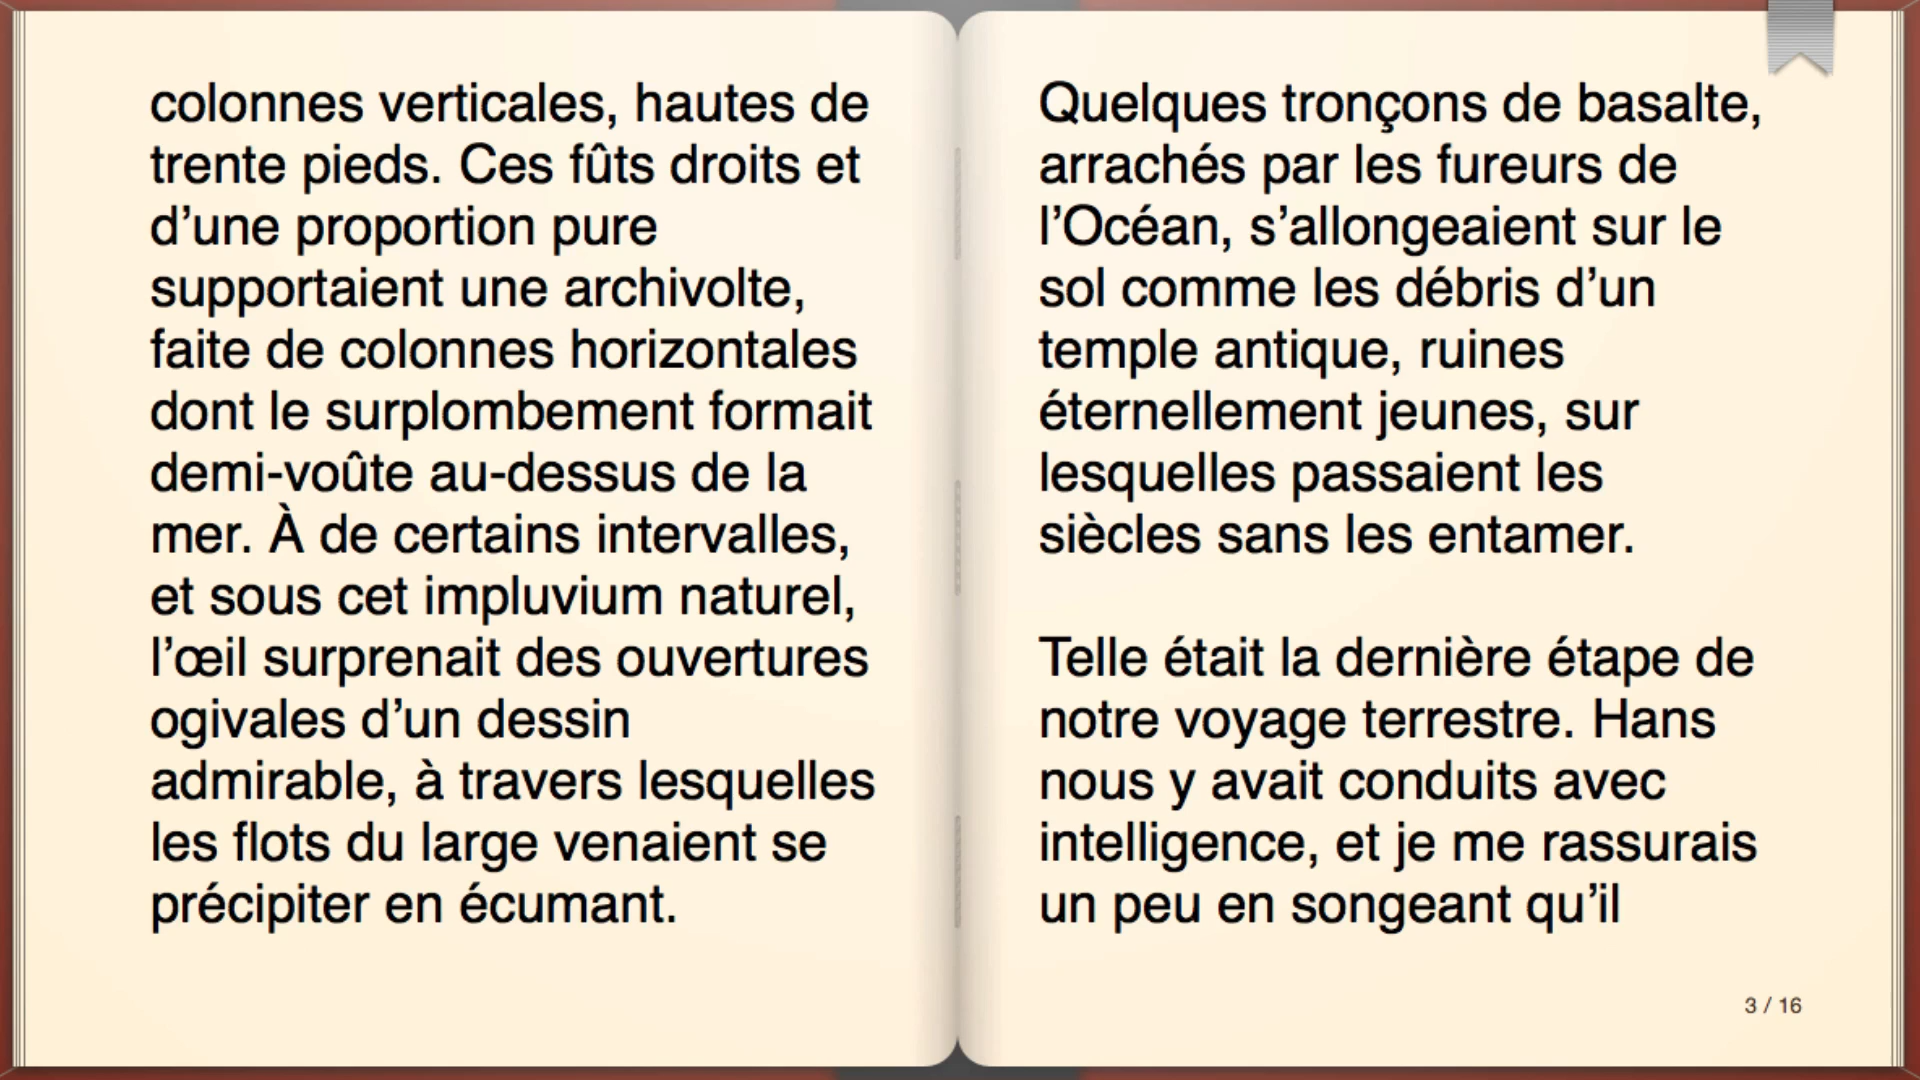 colonnes verticales, hautes de
trente pieds. Ces fûts droits et
d’une proportion pure
supportaient une archivolte,
faite de colonnes horizontales
dont le surplombement formait
demi-voûte au-dessus de la
mer. À de certains intervalles,
et sous cet impluvium naturel,
l’œil surprenait des ouvertures
ogivales d’un dessin
admirable, à travers lesquelles
les flots du large venaient se
précipiter en écumant.
Quelques tronçons de basalte,
arrachés par les fureurs de
l’Océan, s’allongeaient sur le
sol comme les débris d’un
temple antique, ruines
éternellement jeunes, sur
lesquelles passaient les
siècles sans les entamer.
Telle était la dernière étape de
notre voyage terrestre. Hans
nous y avait conduits avec
intelligence, et je me rassurais
un peu en songeant qu’il
3 / 16